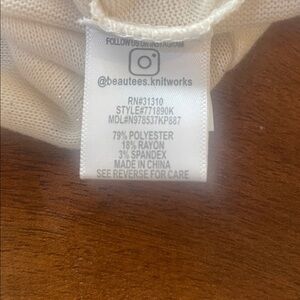 FOLLOW US ON INSTAGRAM
@beautees.knitworks
RN#31310
STYLE#771890K
MDL#N978537KP887
79% POLYESTER
18% RAYON
3% SPANDEX
MADE IN CHINA
SEE REVERSE FOR CARE